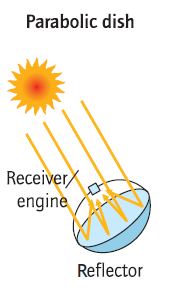 Parabolic dish
Receiver/
engine
Reflector